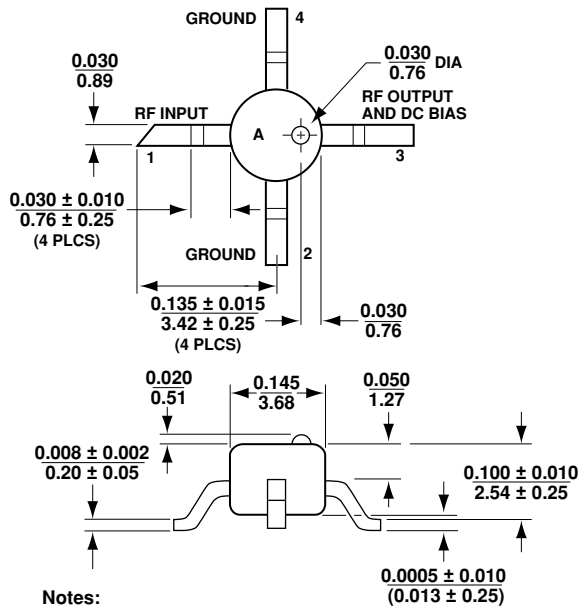 GROUND 4
0.030
0.89
0.030 DIA
0.76
RF INPUT
RF OUTPUT
AND DC BIAS
A
1
3
0.030 ± 0.010
0.76 ± 0.25
(4 PLCS)
GROUND 2
0.135 ± 0.015
3.42 ± 0.25
(4 PLCS)
0.030
0.76
0.020
0.51
0.145
3.68
0.050
1.27
0.008 ± 0.002
0.20 ± 0.05
0.100 ± 0.010
2.54 ± 0.25
0.0005 ± 0.010
(0.013 ± 0.25)
Notes: